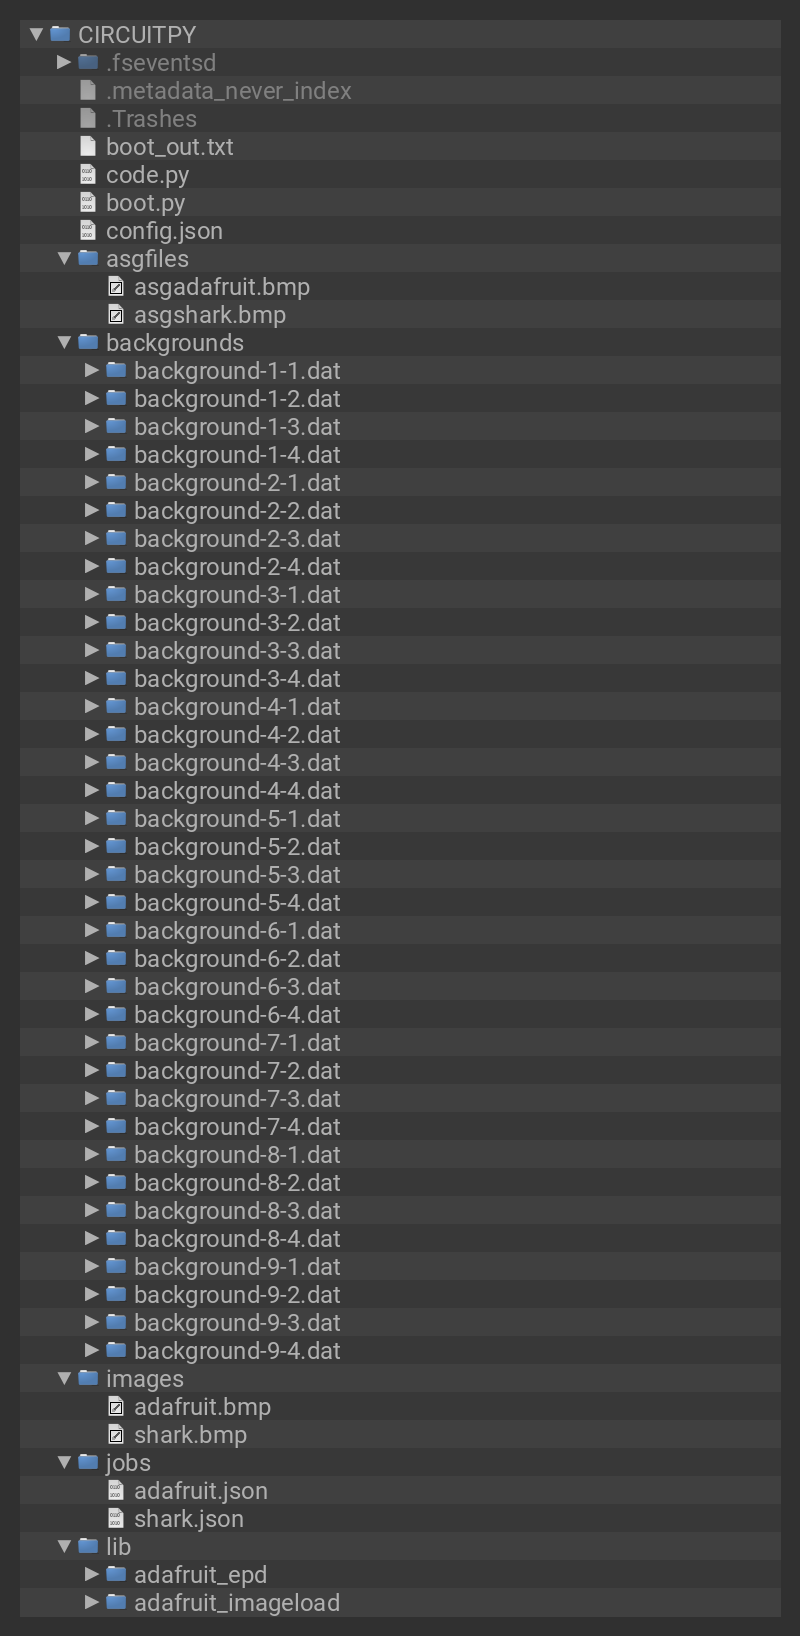 CIRCUITPY
.fseventsd
.metadata_never_index
.Trashes
boot_out.txt
code.py
boot.py
config.json
asgfiles
asgadafruit.bmp
asgshark.bmp
backgrounds
background-1-1.dat
background-1-2.dat
background-1-3.dat
background-1-4.dat
background-2-1.dat
background-2-2.dat
background-2-3.dat
background-2-4.dat
background-3-1.dat
background-3-2.dat
background-3-3.dat
background-3-4.dat
background-4-1.dat
background-4-2.dat
background-4-3.dat
background-4-4.dat
background-5-1.dat
background-5-2.dat
background-5-3.dat
background-5-4.dat
background-6-1.dat
background-6-2.dat
background-6-3.dat
background-6-4.dat
background-7-1.dat
background-7-2.dat
background-7-3.dat
background-7-4.dat
background-8-1.dat
background-8-2.dat
background-8-3.dat
background-8-4.dat
background-9-1.dat
background-9-2.dat
background-9-3.dat
background-9-4.dat
images
adafruit.bmp
shark.bmp
jobs
adafruit.json
shark.json
lib
adafruit_epd
adafruit_imageload